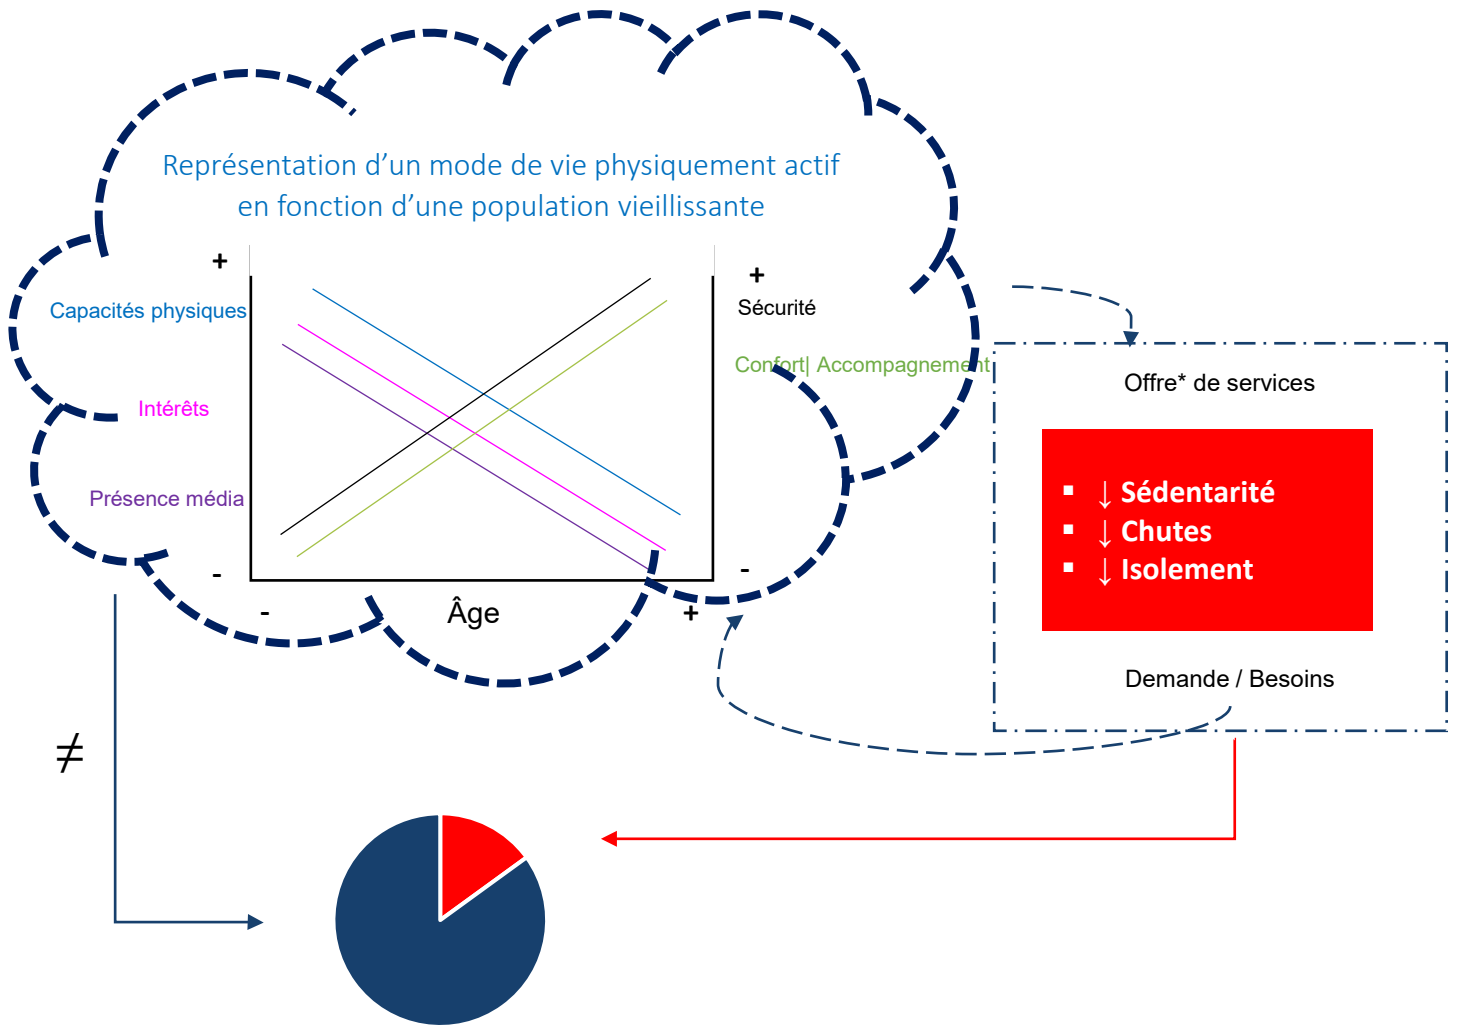 Représentation d’un mode de vie physiquement actif
en fonction d’une population vieillissante
+
+
Capacités physiques
Sécurité
Confort| Accompagnement
Intérêts
Présence média
-
-
-
Âge
+
Offre* de services
▪ ↓ Sédentarité
▪ ↓ Chutes
▪ ↓ Isolement
Demande / Besoins
≠